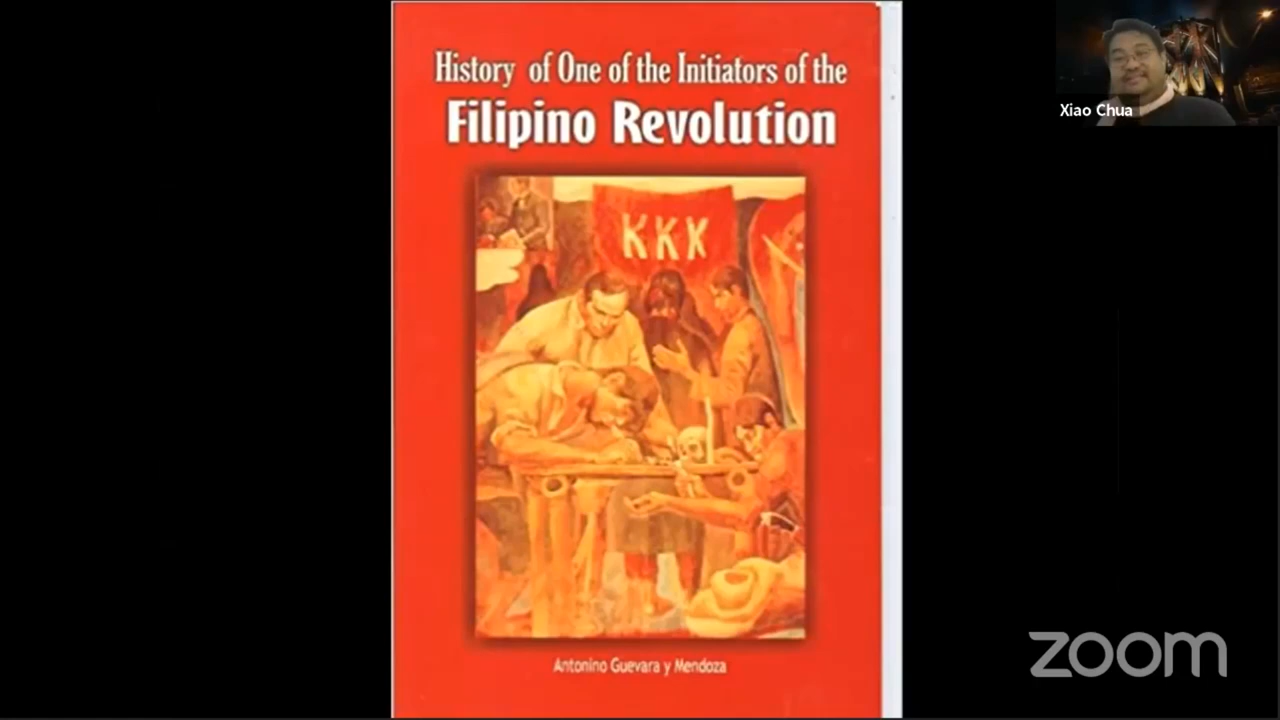 History of One of the Initiators of the
Filipino Revolution
KKK
Antonino Guevara y Mendoza
Xiao Chua
zoom